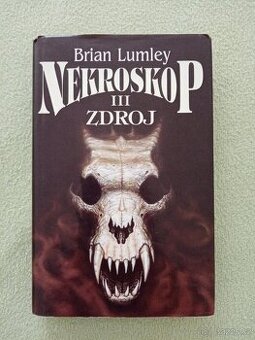 Brian Lumley
NEKROSKOP
III
ZDROJ